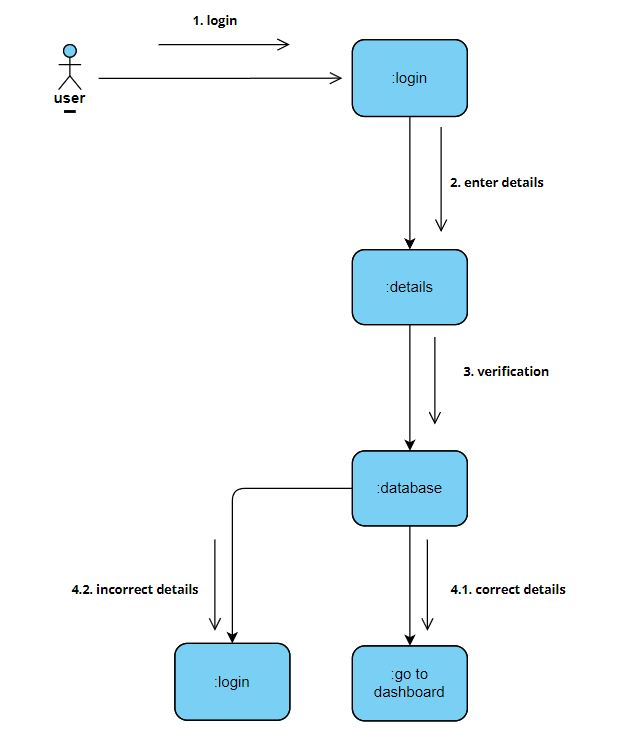 1. login
user
:login
2. enter details
:details
3. verification
:database
4.2. incorrect details
4.1. correct details
:login
:go to
dashboard